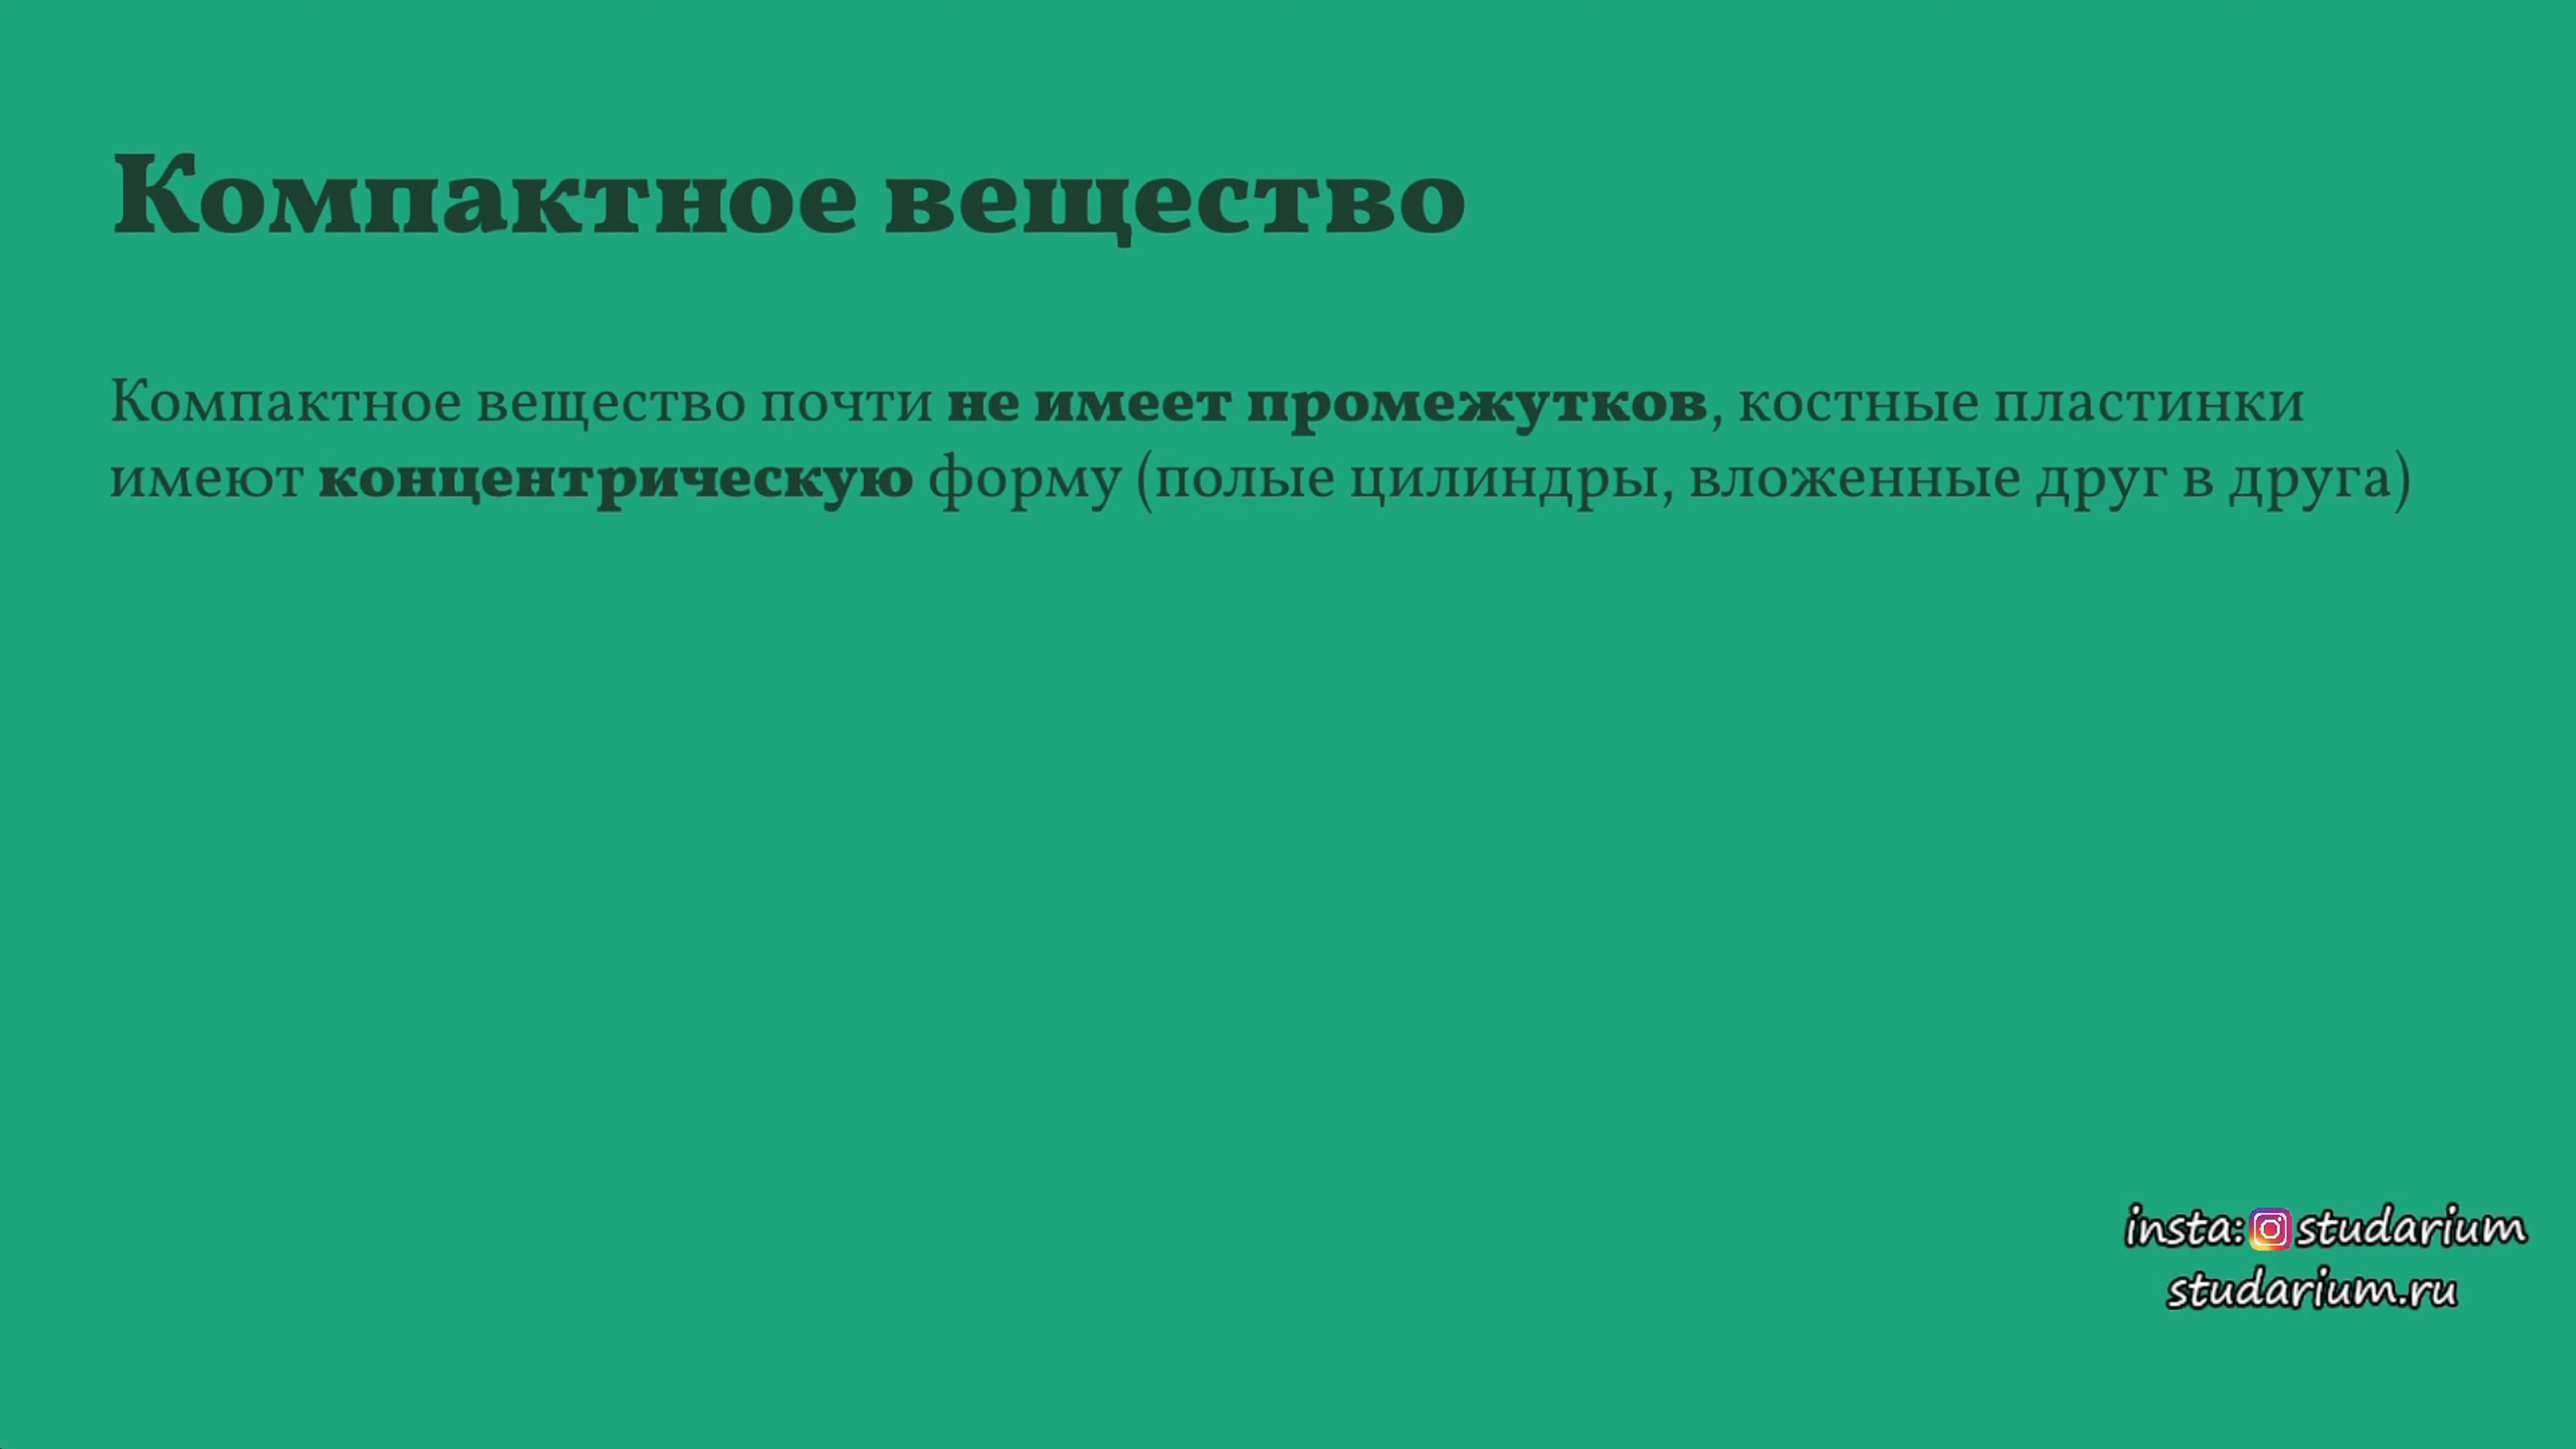 Компактное вещество
Компактное вещество почти не имеет промежутков, костные пластинки
имеют концентрическую форму (полые цилиндры, вложенные друг в друга)
insta: studarium
studarium.ru